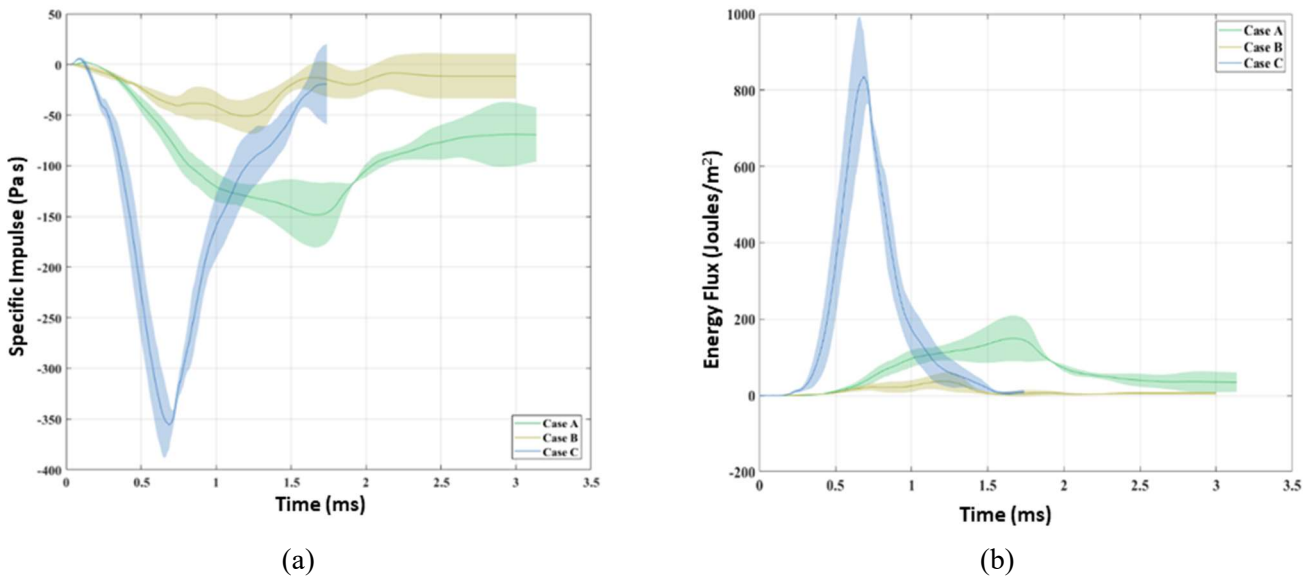 50
0
-50
-100
-150
-200
-250
-300
-350
-400
Specific Impulse (Pa s)
0 0.5 1 1.5 2 2.5 3 3.5
Time (ms)
Case A
Case B
Case C
(a)
1000
800
600
400
200
0
-200
Energy Flux (Joules/m²)
0 0.5 1 1.5 2 2.5 3 3.5
Time (ms)
Case A
Case B
Case C
(b)